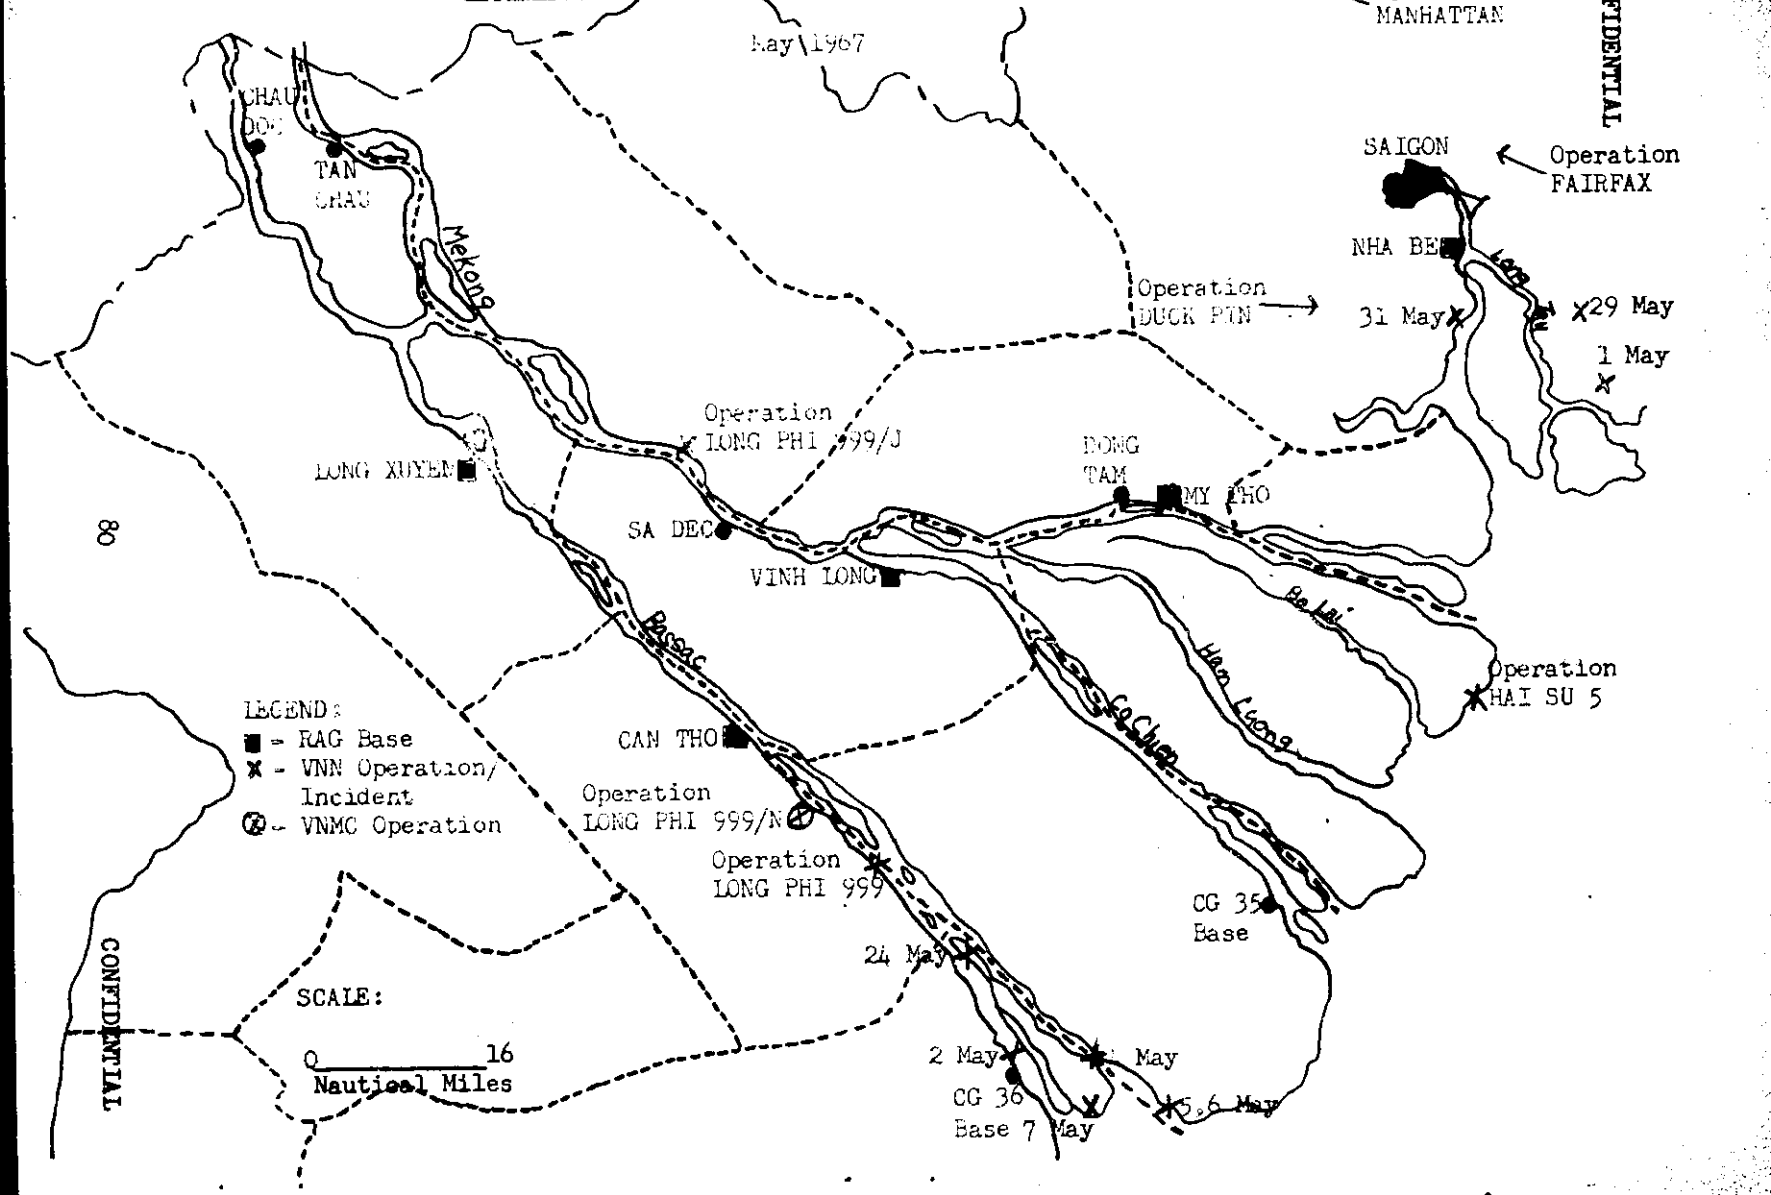 MANHATTAN
May 1967
CONFIDENTIAL
CHAU
DOC
TAN
CHAU
Mekong
SAIGON
Operation
FAIRFAX
NHA BE
Long
Tau
Operation
DUCK PIN
31 May
29 May
1 May
Operation
LONG PHI 999/J
DONG
TAM
MY THO
LONG XUYEN
SA DEC
VINH LONG
80
Bassac
Ba Lai
Ham Luong
Co Chien
Operation
HAI SU 5
LEGEND:
- RAG Base
X - VNN Operation/
Incident
- VNMC Operation
CAN THO
Operation
LONG PHI 999/N
Operation
LONG PHI 999
CG 35
Base
24 May
SCALE:
0 16
Nautical Miles
2 May
May
CG 36
Base 7 May
5,6 May
CONFIDENTIAL